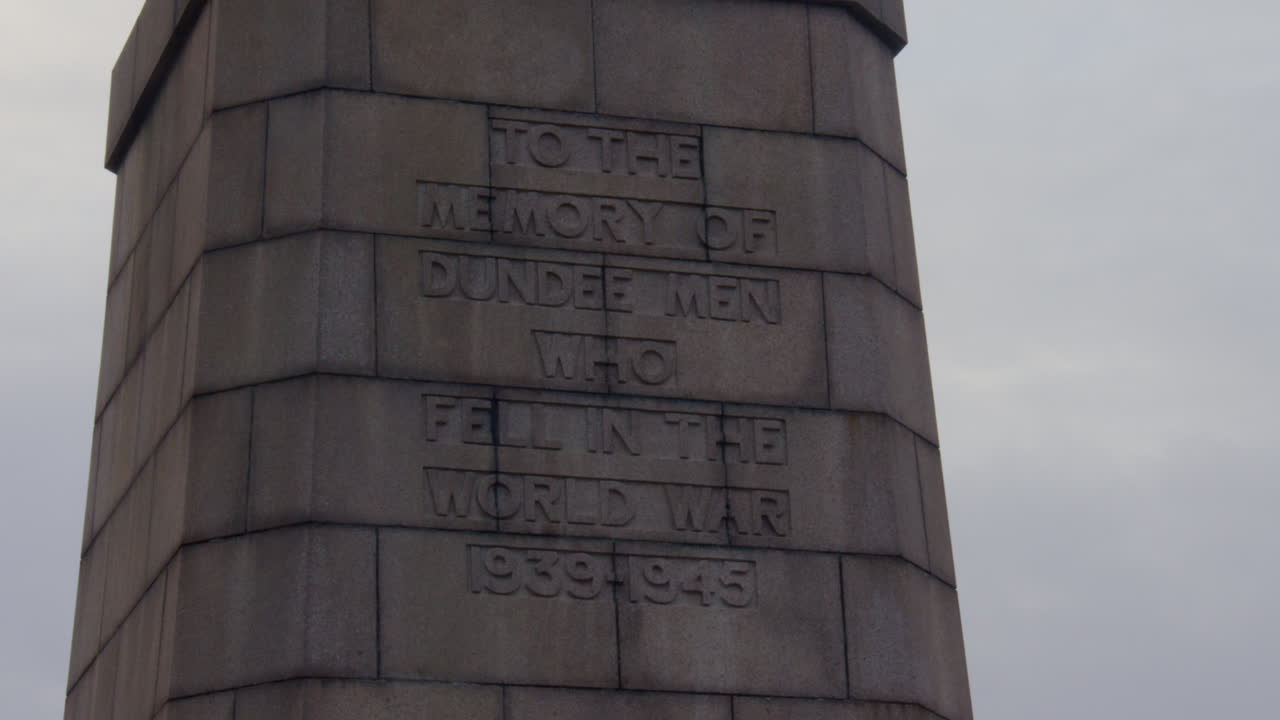 TO THE
MEMORY OF
DUNDEE MEN
WHO
FELL IN THE
WORLD WAR
1939-1945